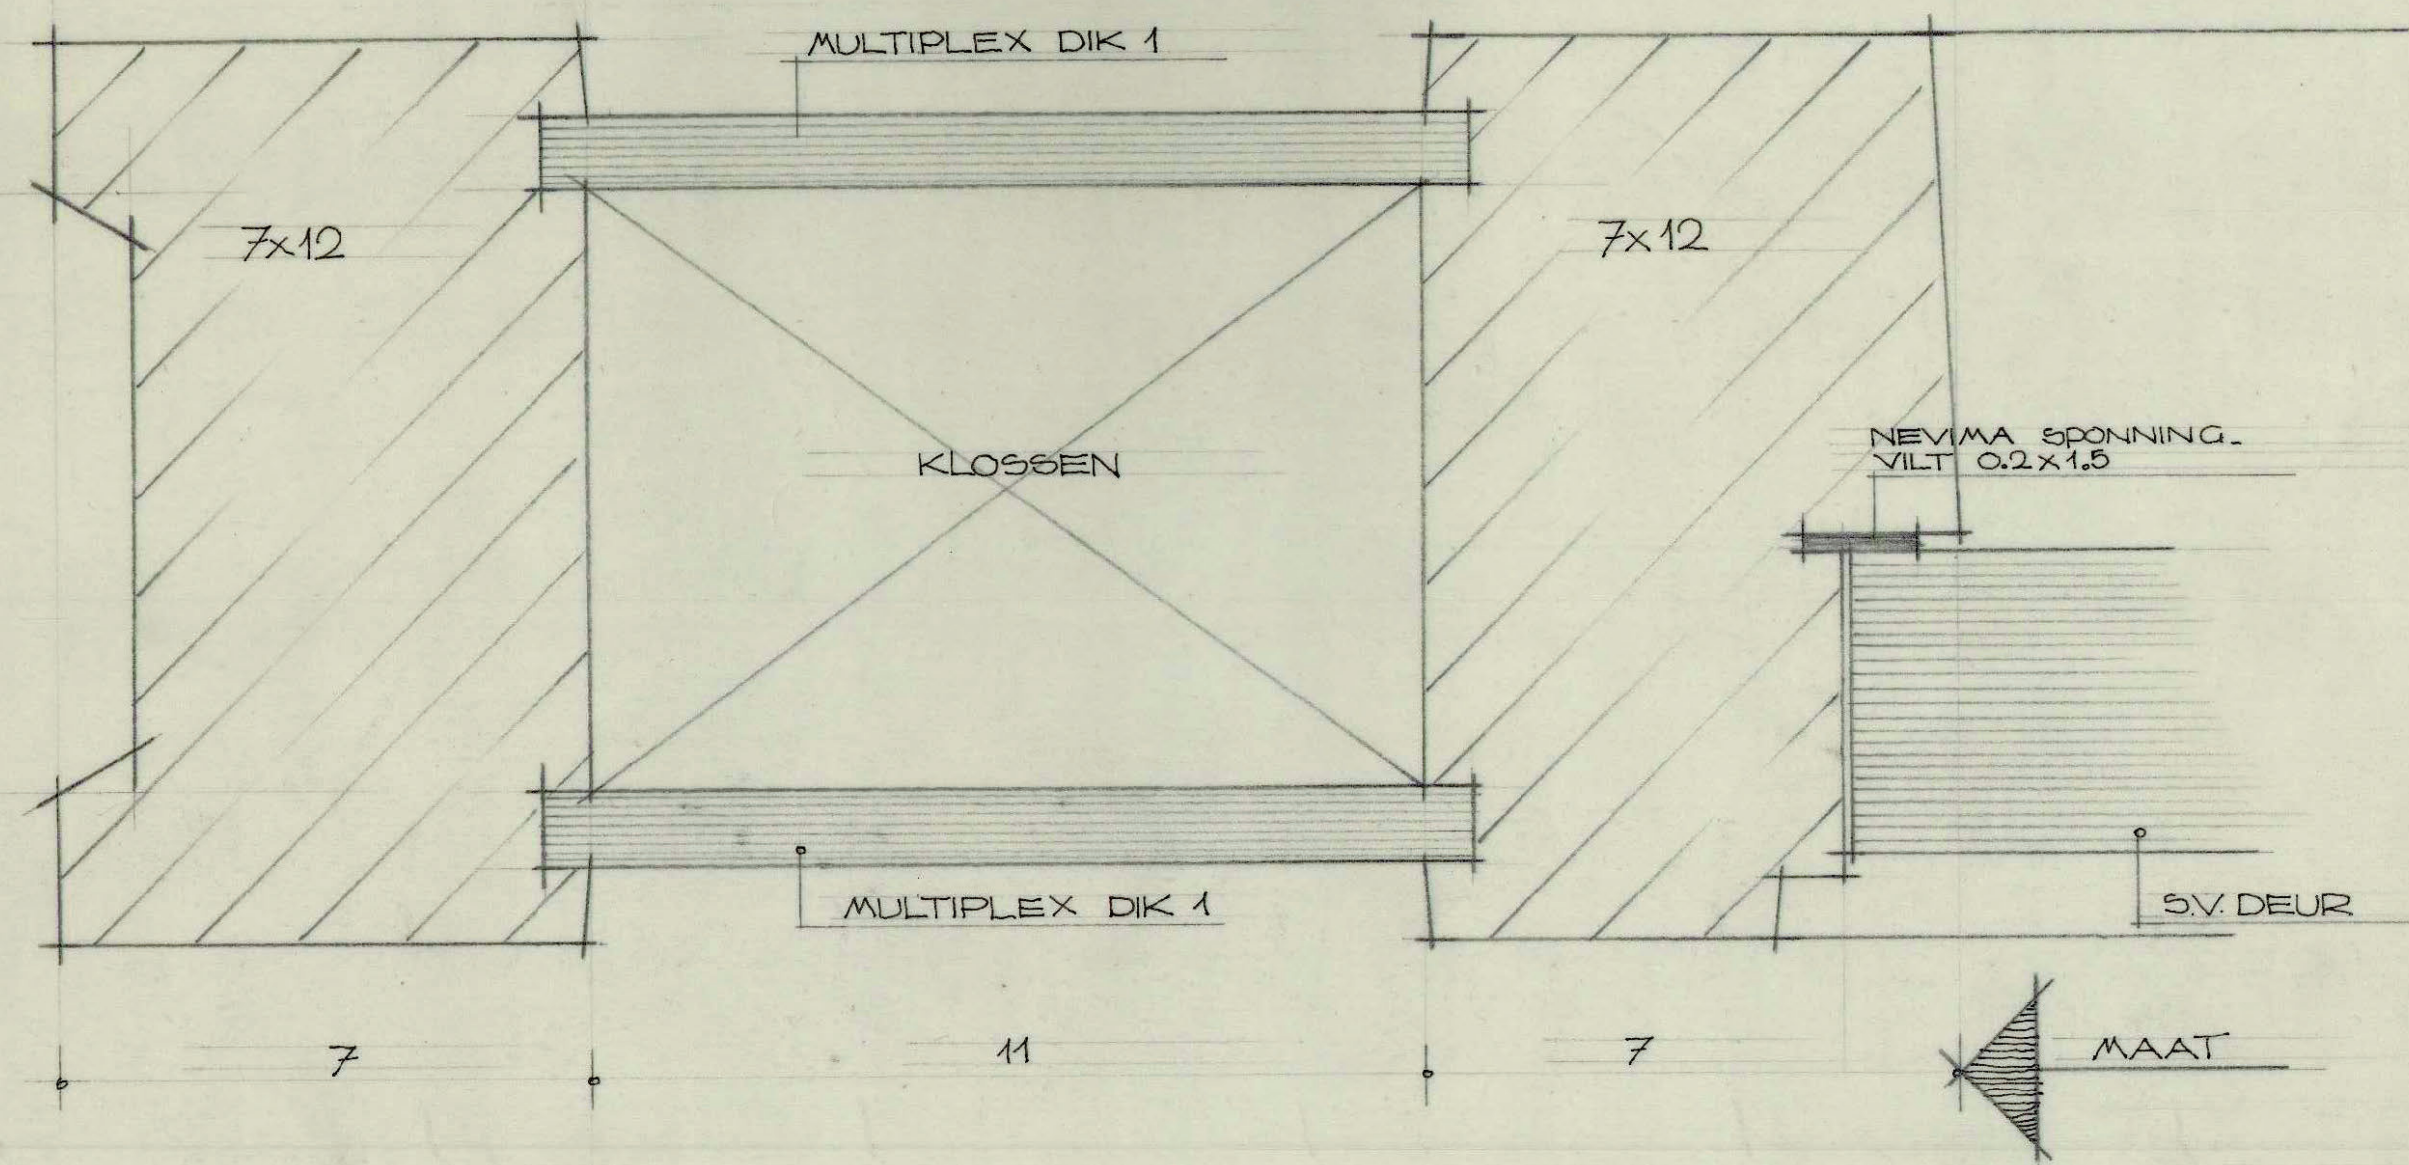 MULTIPLEX DIK 1
7x12
7x12
NEVIMA SPONNING-
VILT 0.2x1.5
KLOSSEN
MULTIPLEX DIK 1
S.V. DEUR
7
11
7
MAAT